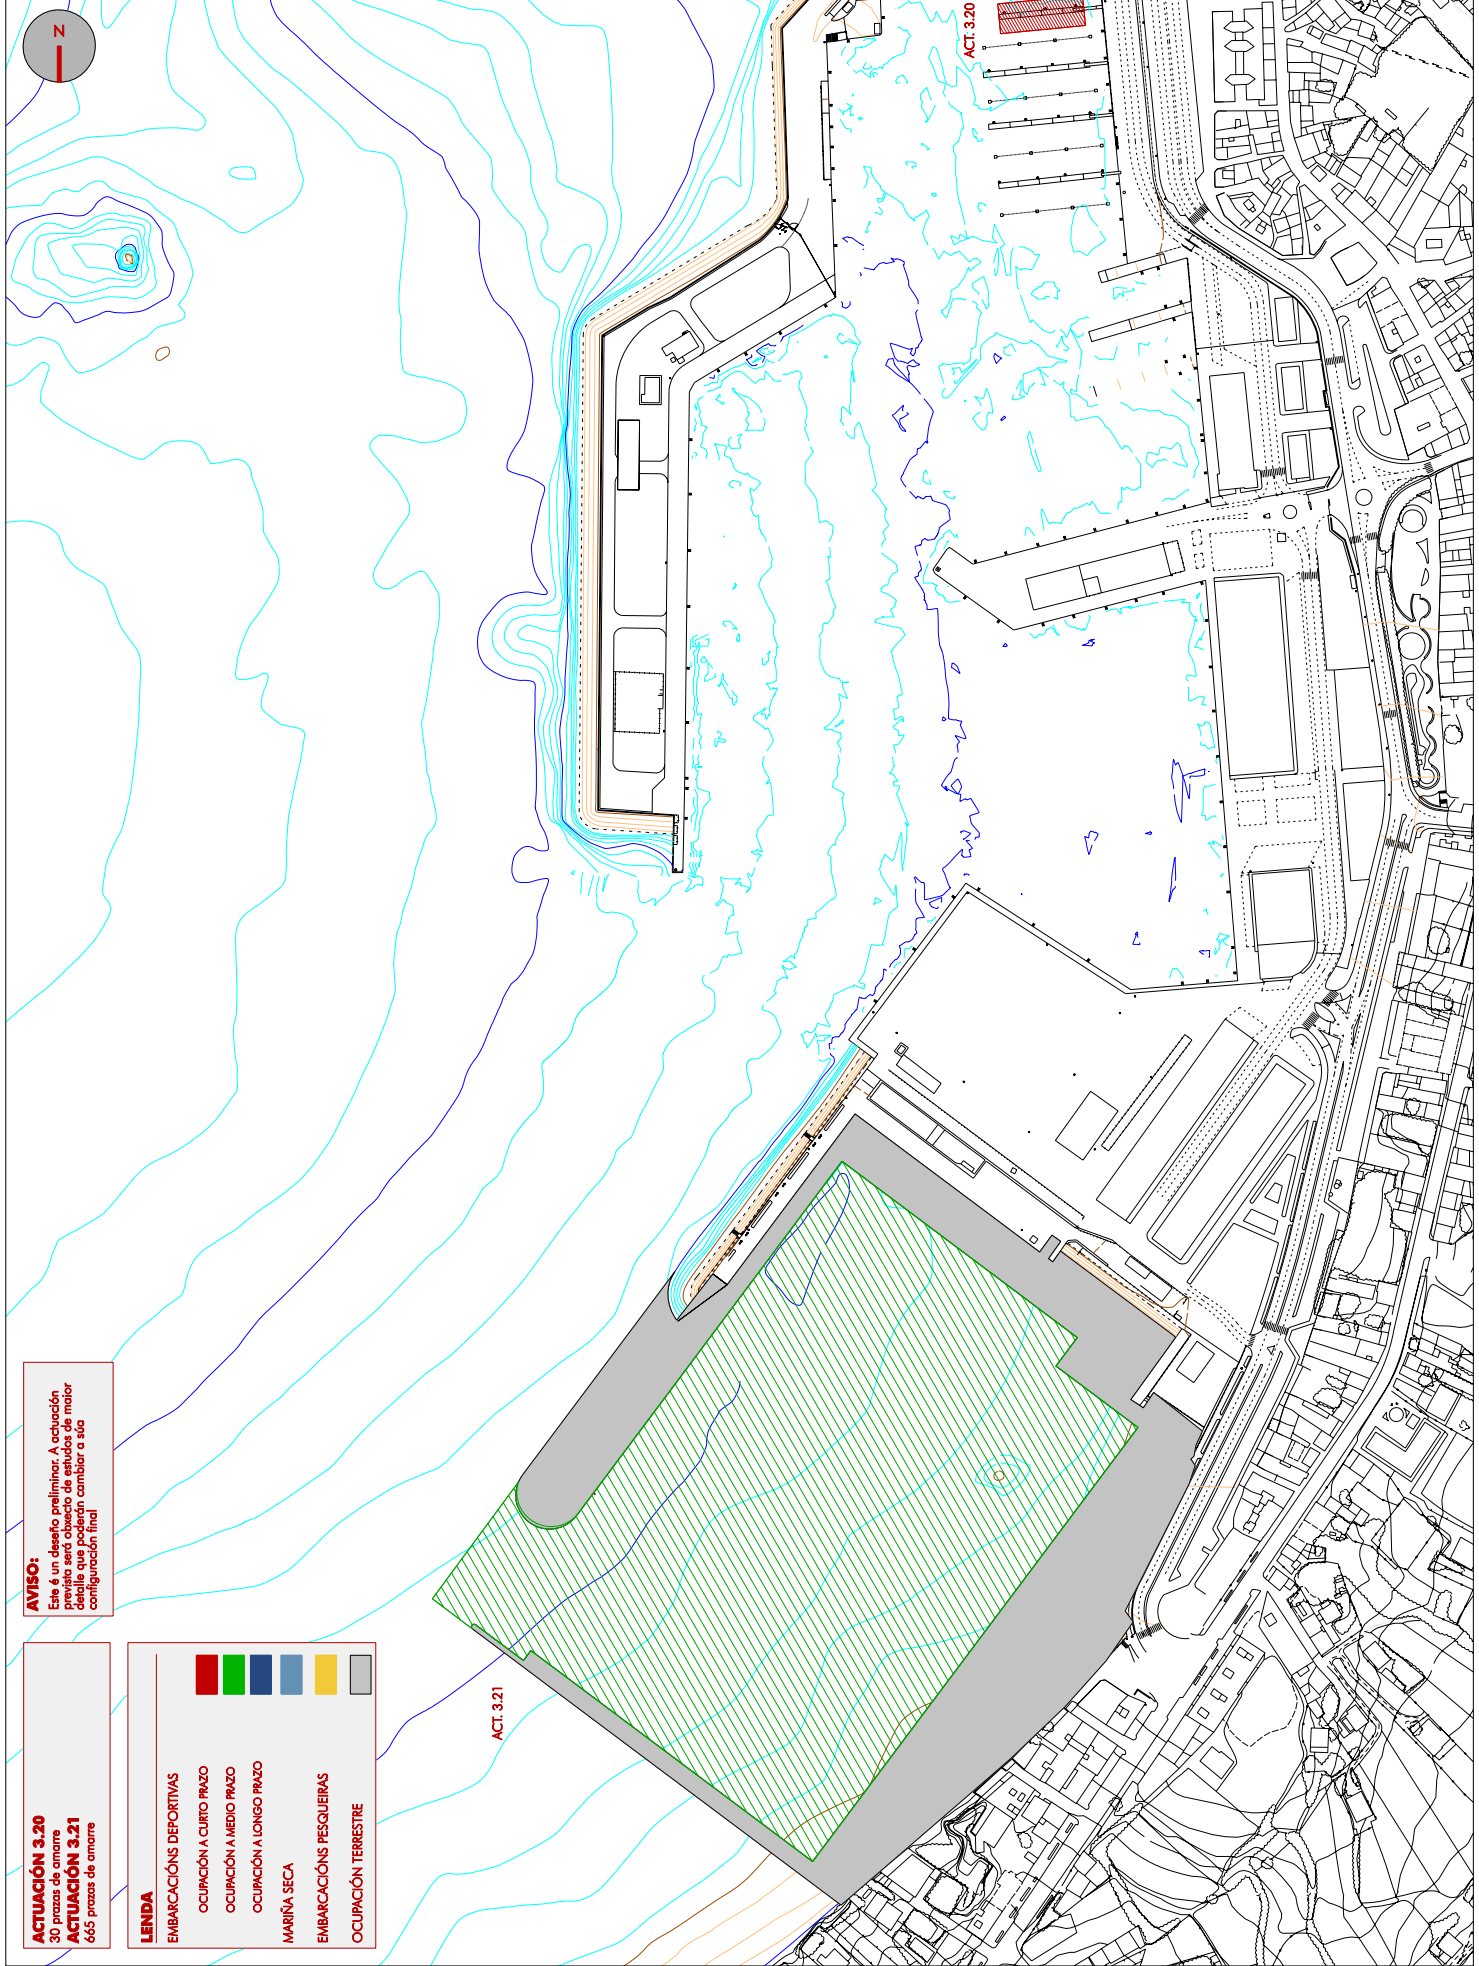 ACTUACIÓN 3.20
30 prazas de amarre
ACTUACIÓN 3.21
665 prazas de amarre
AVISO:
Este é un deseño preliminar. A actuación
prevista será obxecto de estudos de maior
detalle que poderán cambiar a súa
configuración final
LENDA
EMBARCACIÓNS DEPORTIVAS
OCUPACIÓN A CURTO PRAZO
OCUPACIÓN A MEDIO PRAZO
OCUPACIÓN A LONGO PRAZO
MARIÑA SECA
EMBARCACIÓNS PESQUEIRAS
OCUPACIÓN TERRESTRE
ACT. 3.21
ACT. 3.20
N